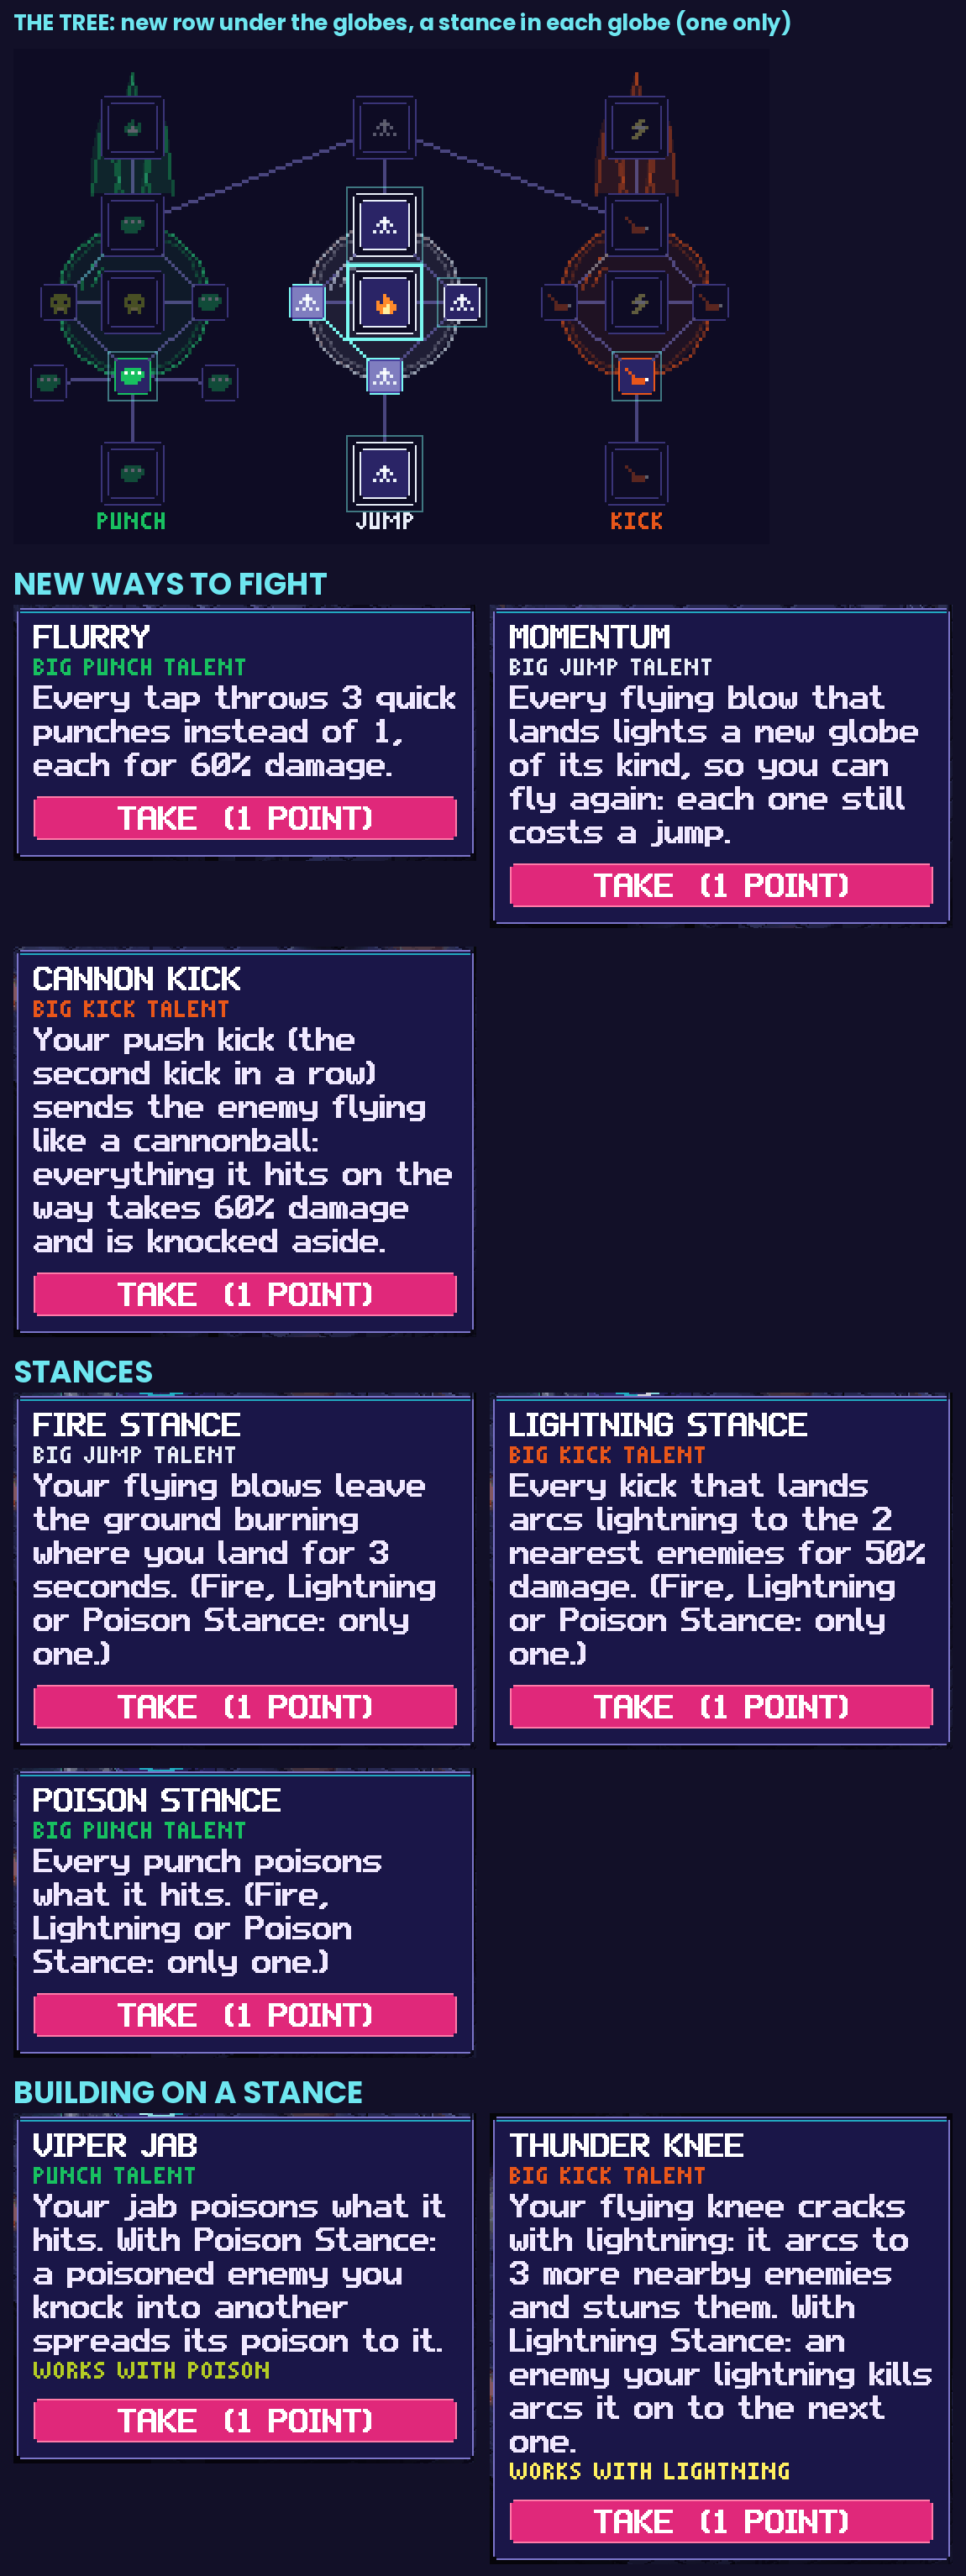 THE TREE: new row under the globes, a stance in each globe (one only)
PUNCH
JUMP
KICK
NEW WAYS TO FIGHT
FLURRY
BIG PUNCH TALENT
Every tap throws 3 quick
punches instead of 1,
each for 60% damage.
TAKE (1 POINT)
MOMENTUM
BIG JUMP TALENT
Every flying blow that
lands lights a new globe
of its kind, so you can
fly again: each one still
costs a jump.
TAKE (1 POINT)
CANNON KICK
BIG KICK TALENT
Your push kick (the
second kick in a row)
sends the enemy flying
like a cannonball:
everything it hits on the
way takes 60% damage
and is knocked aside.
TAKE (1 POINT)
STANCES
FIRE STANCE
BIG JUMP TALENT
Your flying blows leave
the ground burning
where you land for 3
seconds. (Fire, Lightning
or Poison Stance: only
one.)
TAKE (1 POINT)
LIGHTNING STANCE
BIG KICK TALENT
Every kick that lands
arcs lightning to the 2
nearest enemies for 50%
damage. (Fire, Lightning
or Poison Stance: only
one.)
TAKE (1 POINT)
POISON STANCE
BIG PUNCH TALENT
Every punch poisons
what it hits. (Fire,
Lightning or Poison
Stance: only one.)
TAKE (1 POINT)
BUILDING ON A STANCE
VIPER JAB
PUNCH TALENT
Your jab poisons what it
hits. With Poison Stance:
a poisoned enemy you
knock into another
spreads its poison to it.
WORKS WITH POISON
TAKE (1 POINT)
THUNDER KNEE
BIG KICK TALENT
Your flying knee cracks
with lightning: it arcs to
3 more nearby enemies
and stuns them. With
Lightning Stance: an
enemy your lightning kills
arcs it on to the next
one.
WORKS WITH LIGHTNING
TAKE (1 POINT)